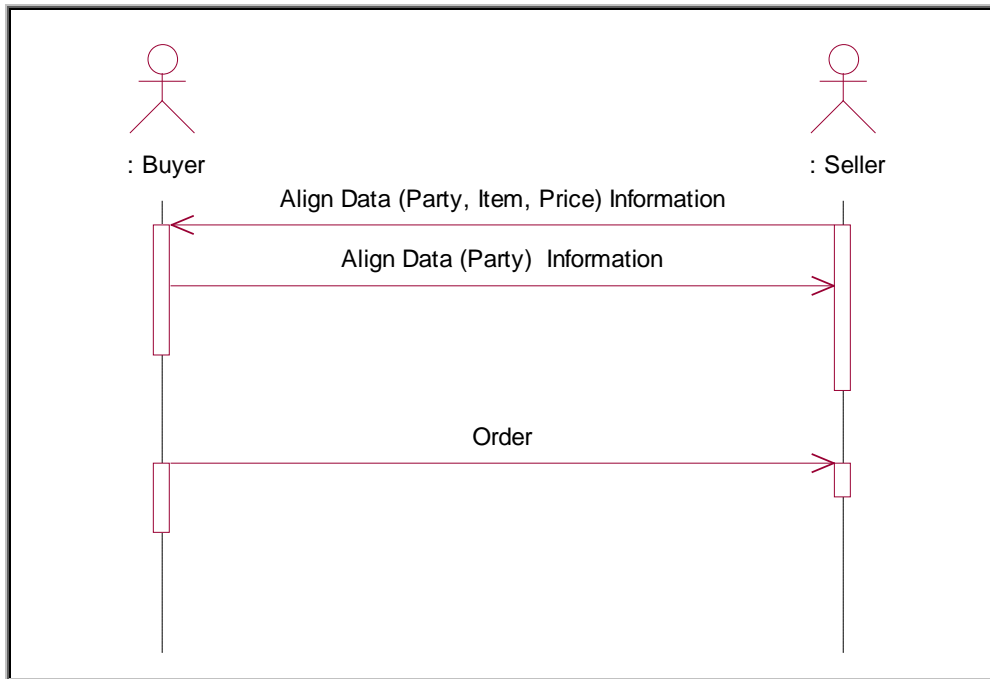 : Buyer
: Seller
Align Data (Party, Item, Price) Information
Align Data (Party)  Information
Order